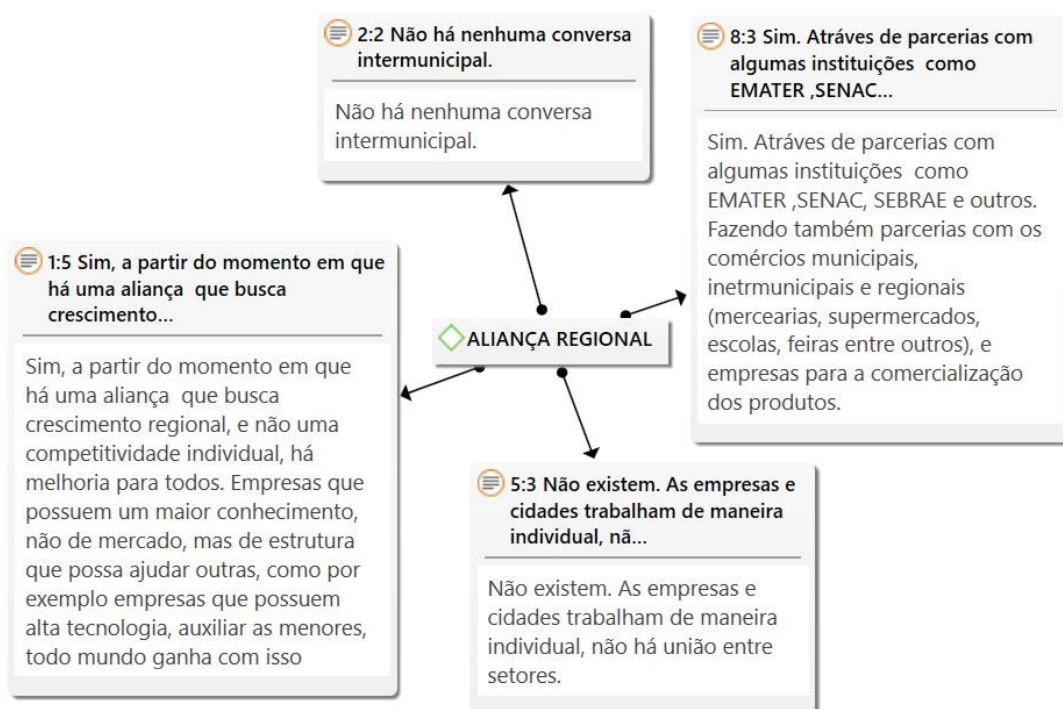 2:2 Não há nenhuma conversa
intermunicipal.
Não há nenhuma conversa
intermunicipal.
8:3 Sim. Atráves de parcerias com
algumas instituições como
EMATER ,SENAC...
Sim. Atráves de parcerias com
algumas instituições como
EMATER ,SENAC, SEBRAE e outros.
Fazendo também parcerias com os
comércios municipais,
inetrmunicipais e regionais
(mercearias, supermercados,
escolas, feiras entre outros), e
empresas para a comercialização
dos produtos.
1:5 Sim, a partir do momento em que
há uma aliança que busca
crescimento...
Sim, a partir do momento em que
há uma aliança que busca
crescimento regional, e não uma
competitividade individual, há
melhoria para todos. Empresas que
possuem um maior conhecimento,
não de mercado, mas de estrutura
que possa ajudar outras, como por
exemplo empresas que possuem
alta tecnologia, auxiliar as menores,
todo mundo ganha com isso
ALIANÇA REGIONAL
5:3 Não existem. As empresas e
cidades trabalham de maneira
individual, nã...
Não existem. As empresas e
cidades trabalham de maneira
individual, não há união entre
setores.